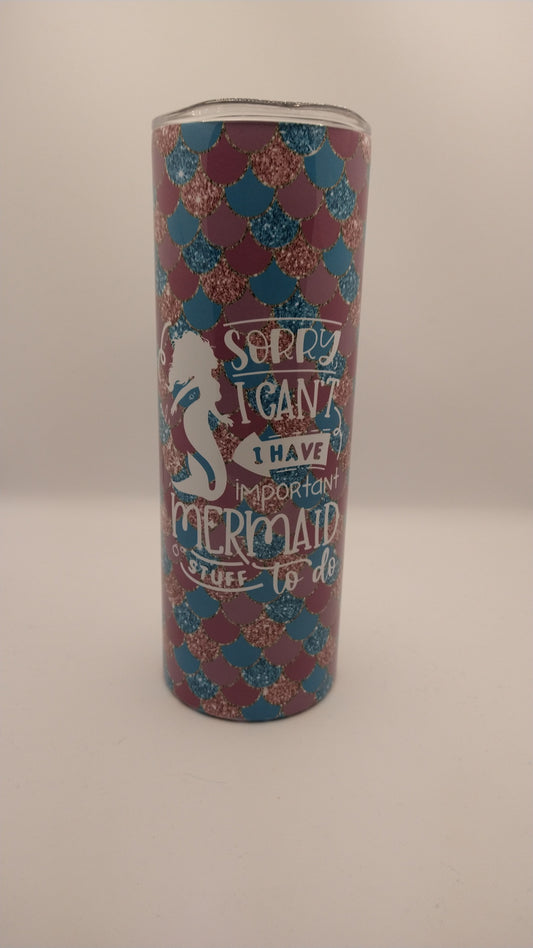 SORRY
I CAN'T
I HAVE
important
MERMAID
STUFF to do